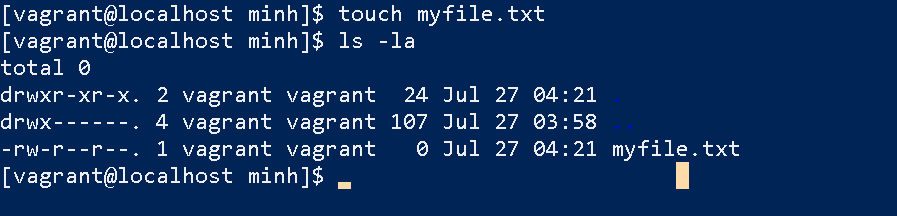 [vagrant@localhost minh]$ touch myfile.txt
[vagrant@localhost minh]$ ls -la
total 0
drwxr-xr-x. 2 vagrant vagrant  24 Jul 27 04:21 .
drwx------. 4 vagrant vagrant 107 Jul 27 03:58 ..
-rw-r--r--. 1 vagrant vagrant   0 Jul 27 04:21 myfile.txt
[vagrant@localhost minh]$